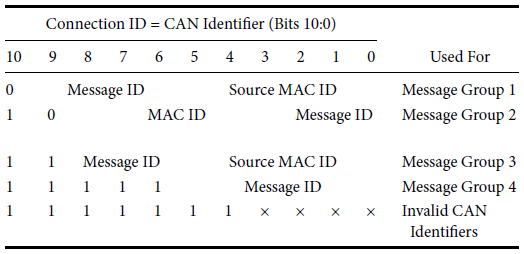 Connection ID = CAN Identifier (Bits 10:0)
10 9 8 7 6 5 4 3 2 1 0 Used For
0 Message ID Source MAC ID Message Group 1
1 0 MAC ID Message ID Message Group 2
1 1 Message ID Source MAC ID Message Group 3
1 1 1 1 1 Message ID Message Group 4
1 1 1 1 1 1 1 × × × × Invalid CAN
Identifiers